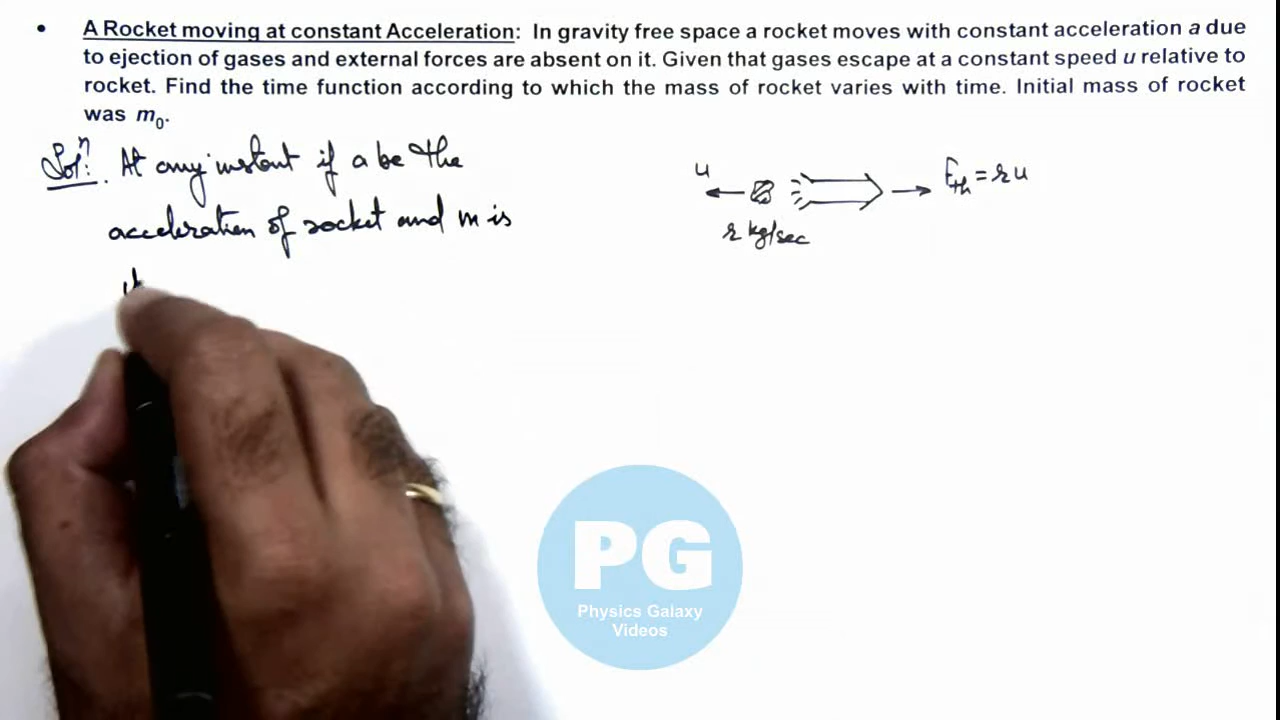 • A Rocket moving at constant Acceleration: In gravity free space a rocket moves with constant acceleration a due
to ejection of gases and external forces are absent on it. Given that gases escape at a constant speed u relative to
rocket. Find the time function according to which the mass of rocket varies with time. Initial mass of rocket
was m₀.
Solⁿ: At any instant if a be the
acceleration of rocket and m is
u
F_th = r u
r kg/sec
PG
Physics Galaxy
Videos